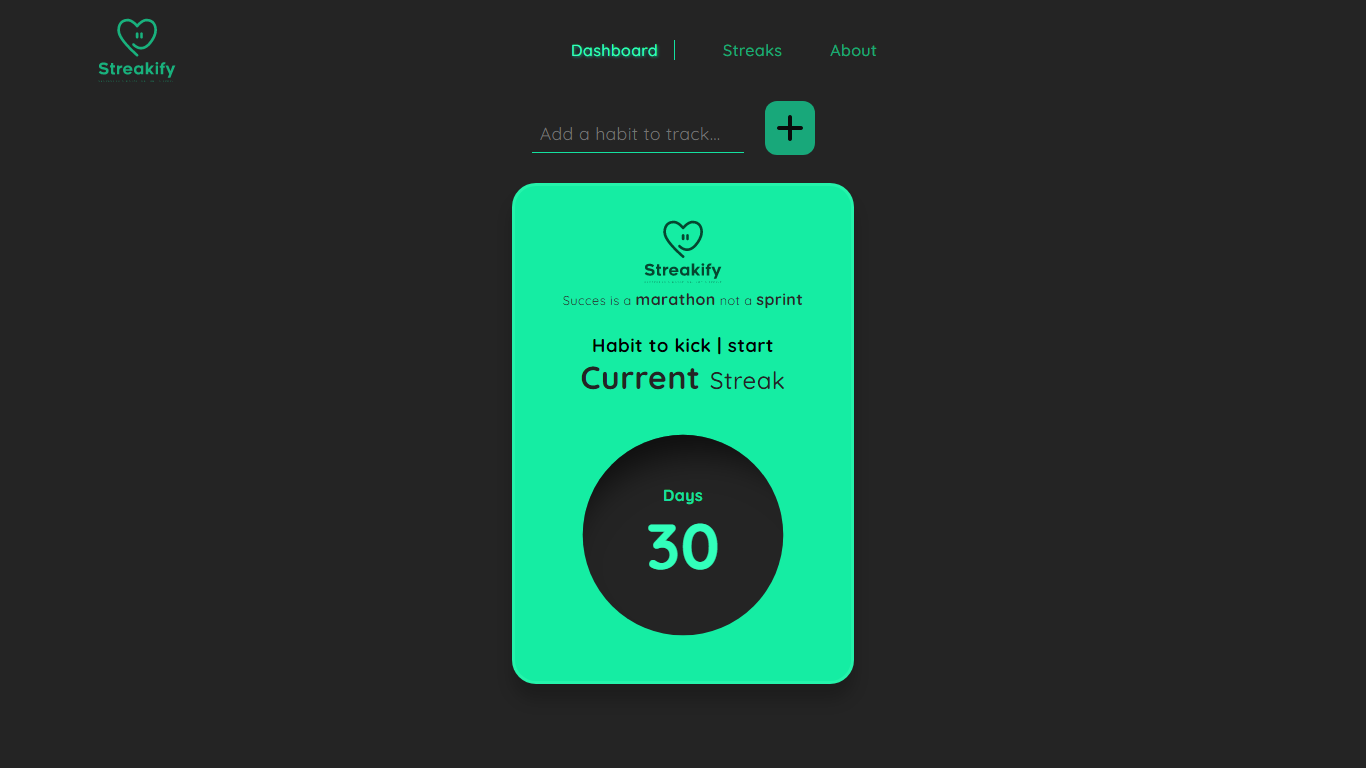 Streakify
Dashboard
Streaks
About
Add a habit to track...
Streakify
Succes is a marathon not a sprint
Habit to kick | start
Current Streak
Days
30